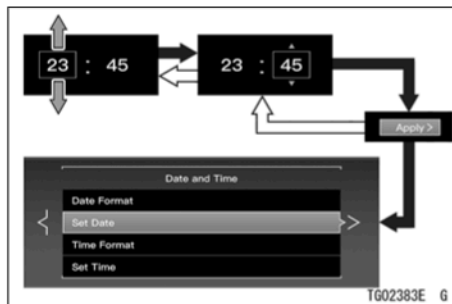 23 : 45
23 : 45
Apply >
Date and Time
Date Format
Set Date
Time Format
Set Time
TG02383E G